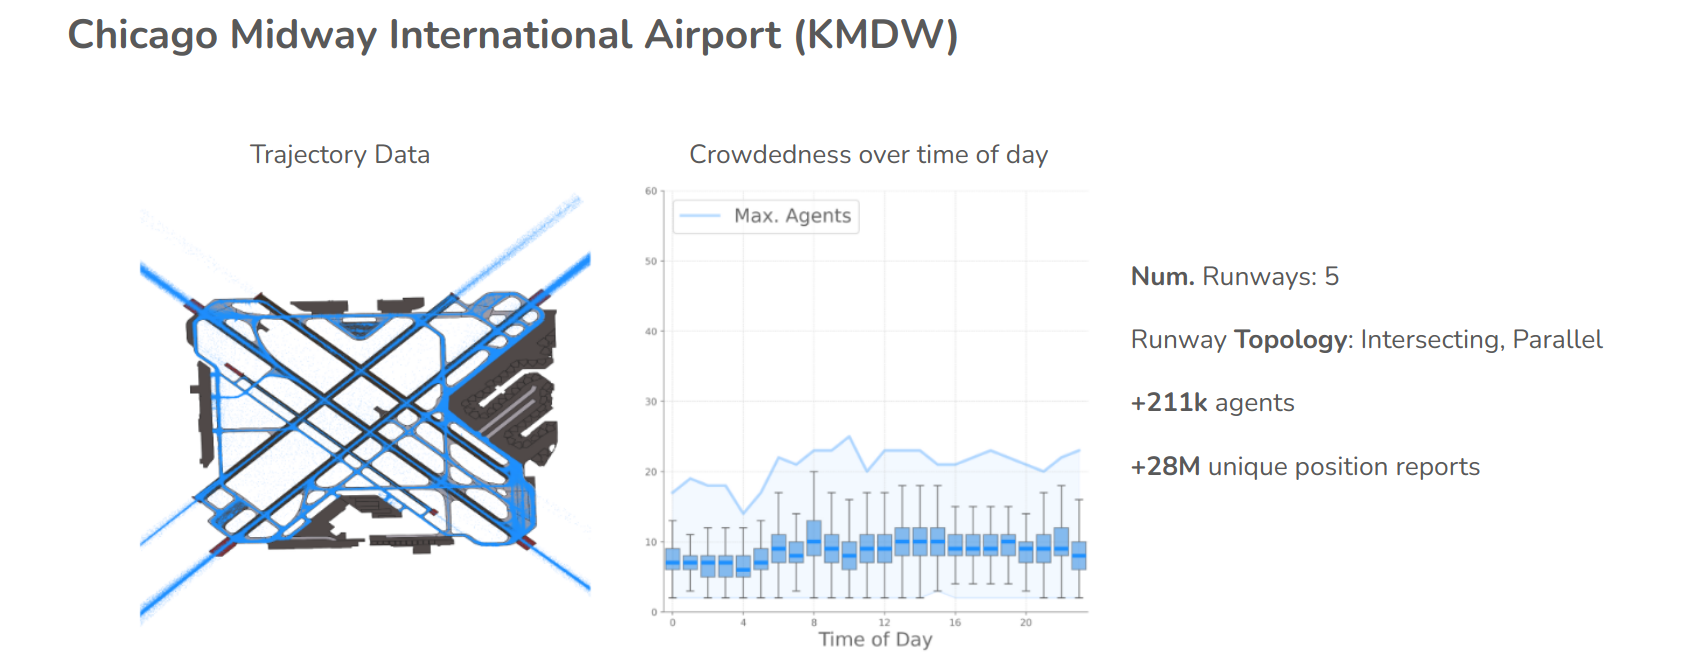 Chicago Midway International Airport (KMDW)
Trajectory Data
Crowdedness over time of day
60
Max. Agents
50
40
30
20
10
0
0 4 8 12 16 20
Time of Day
Num. Runways: 5
Runway Topology: Intersecting, Parallel
+211k agents
+28M unique position reports